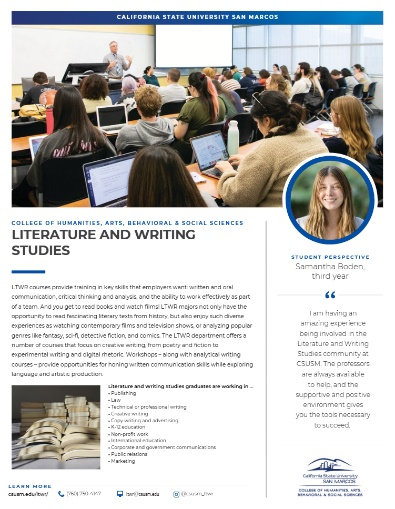 CALIFORNIA STATE UNIVERSITY SAN MARCOS
COLLEGE OF HUMANITIES, ARTS, BEHAVIORAL & SOCIAL SCIENCES
LITERATURE AND WRITING
STUDIES
LTWR courses provide training in key skills that employers want: written and oral
communication, critical thinking and analysis, and the ability to work effectively as part
of a team. And you get to read books and watch films! LTWR majors not only have the
opportunity to read fascinating literary texts from history, but also enjoy such diverse
experiences as watching contemporary films and television shows, or analyzing popular
genres like fantasy, sci-fi, detective fiction, and comics. The LTWR department offers a
number of courses that focus on creative writing, from poetry and fiction to
experimental writing and digital rhetoric. Workshops – along with analytical writing
courses – provide opportunities for honing written communication skills while exploring
language and artistic production.
Literature and writing studies graduates are working in ...
• Publishing
• Law
• Technical or professional writing
• Creative writing
• Copy writing and advertising
• K-12 education
• Non-profit work
• International education
• Corporate and government communications
• Public relations
• Marketing
LEARN MORE
csusm.edu/ltwr/
ltwr@csusm.edu
@csusm_ltwr
STUDENT PERSPECTIVE
Samantha Boden,
third year
“
I am having an
amazing experience
being involved in the
Literature and Writing
Studies community at
CSUSM. The professors
are always available
to help, and the
supportive and positive
environment gives
you the tools necessary
to succeed.
California State University
SAN MARCOS
COLLEGE OF HUMANITIES, ARTS,
BEHAVIORAL & SOCIAL SCIENCES